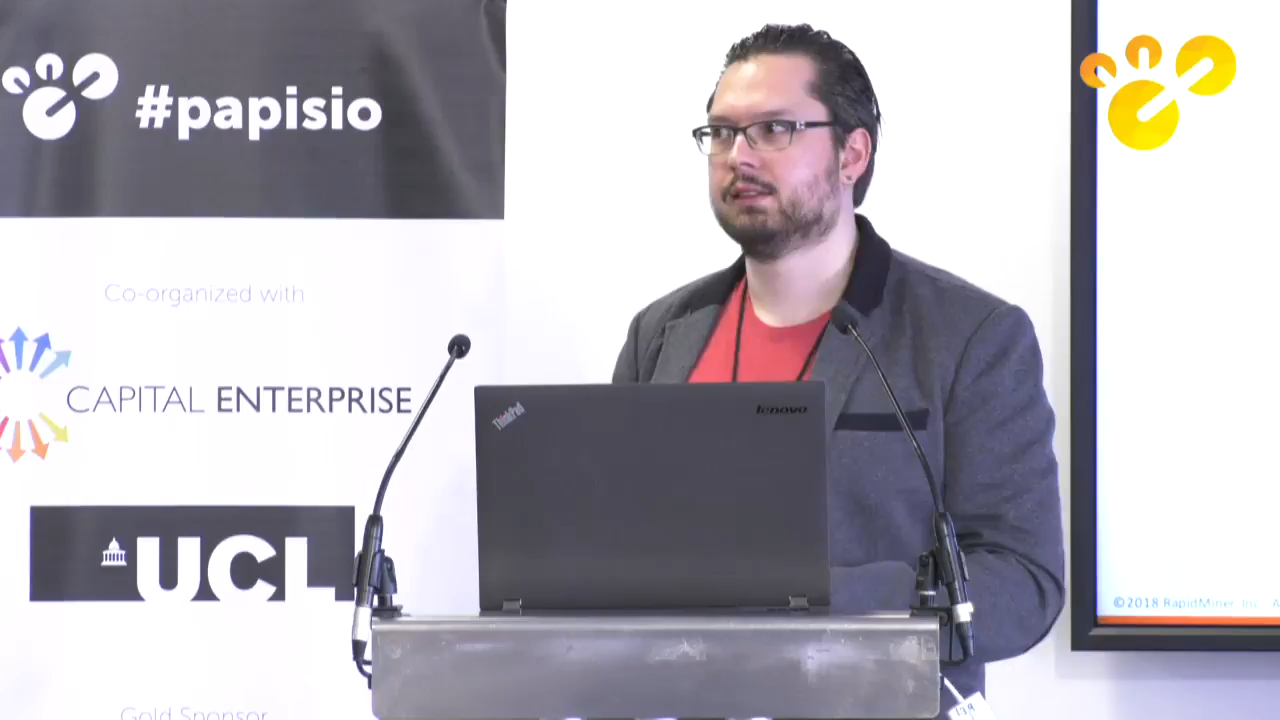 #papisio
Co-organized with
CAPITAL ENTERPRISE
UCL
Gold Sponsor
ThinkPad
lenovo
©2018 RapidMiner, Inc. A